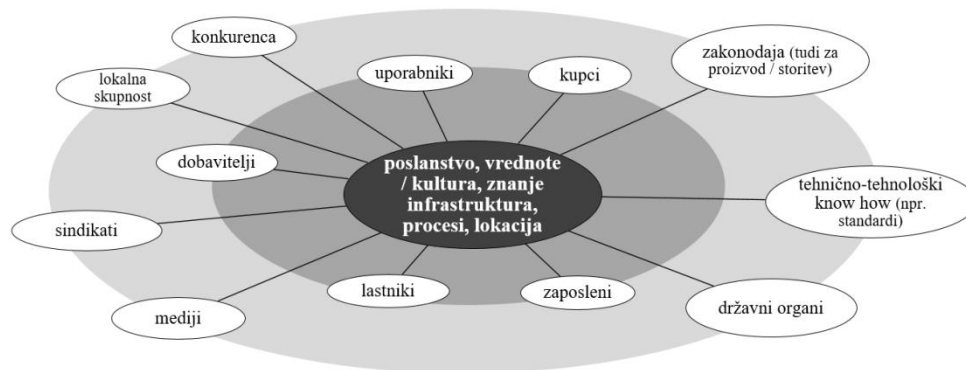 konkurenca
lokalna
skupnost
uporabniki
kupci
zakonodaja (tudi za
proizvod / storitev)
dobavitelji
poslanstvo, vrednote
/ kultura, znanje
infrastruktura,
procesi, lokacija
tehnično-tehnološki
know how (npr.
standardi)
sindikati
mediji
lastniki
zaposleni
državni organi